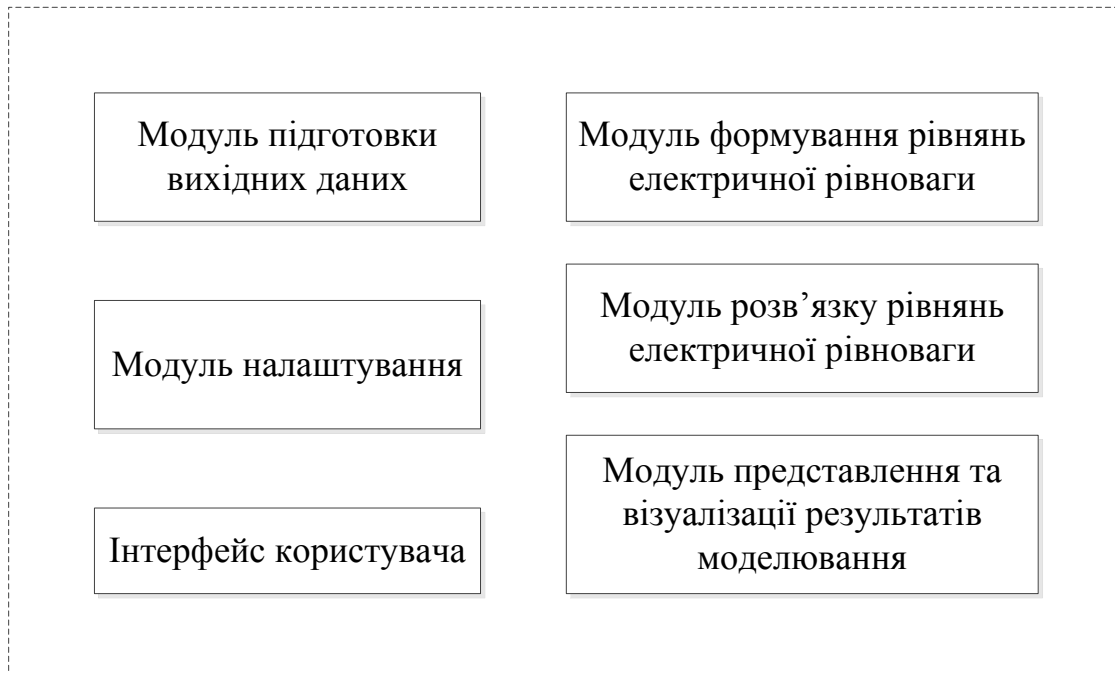 Модуль підготовки
вихідних даних
Модуль налаштування
Інтерфейс користувача
Модуль формування рівнянь
електричної рівноваги
Модуль розв’язку рівнянь
електричної рівноваги
Модуль представлення та
візуалізації результатів
моделювання